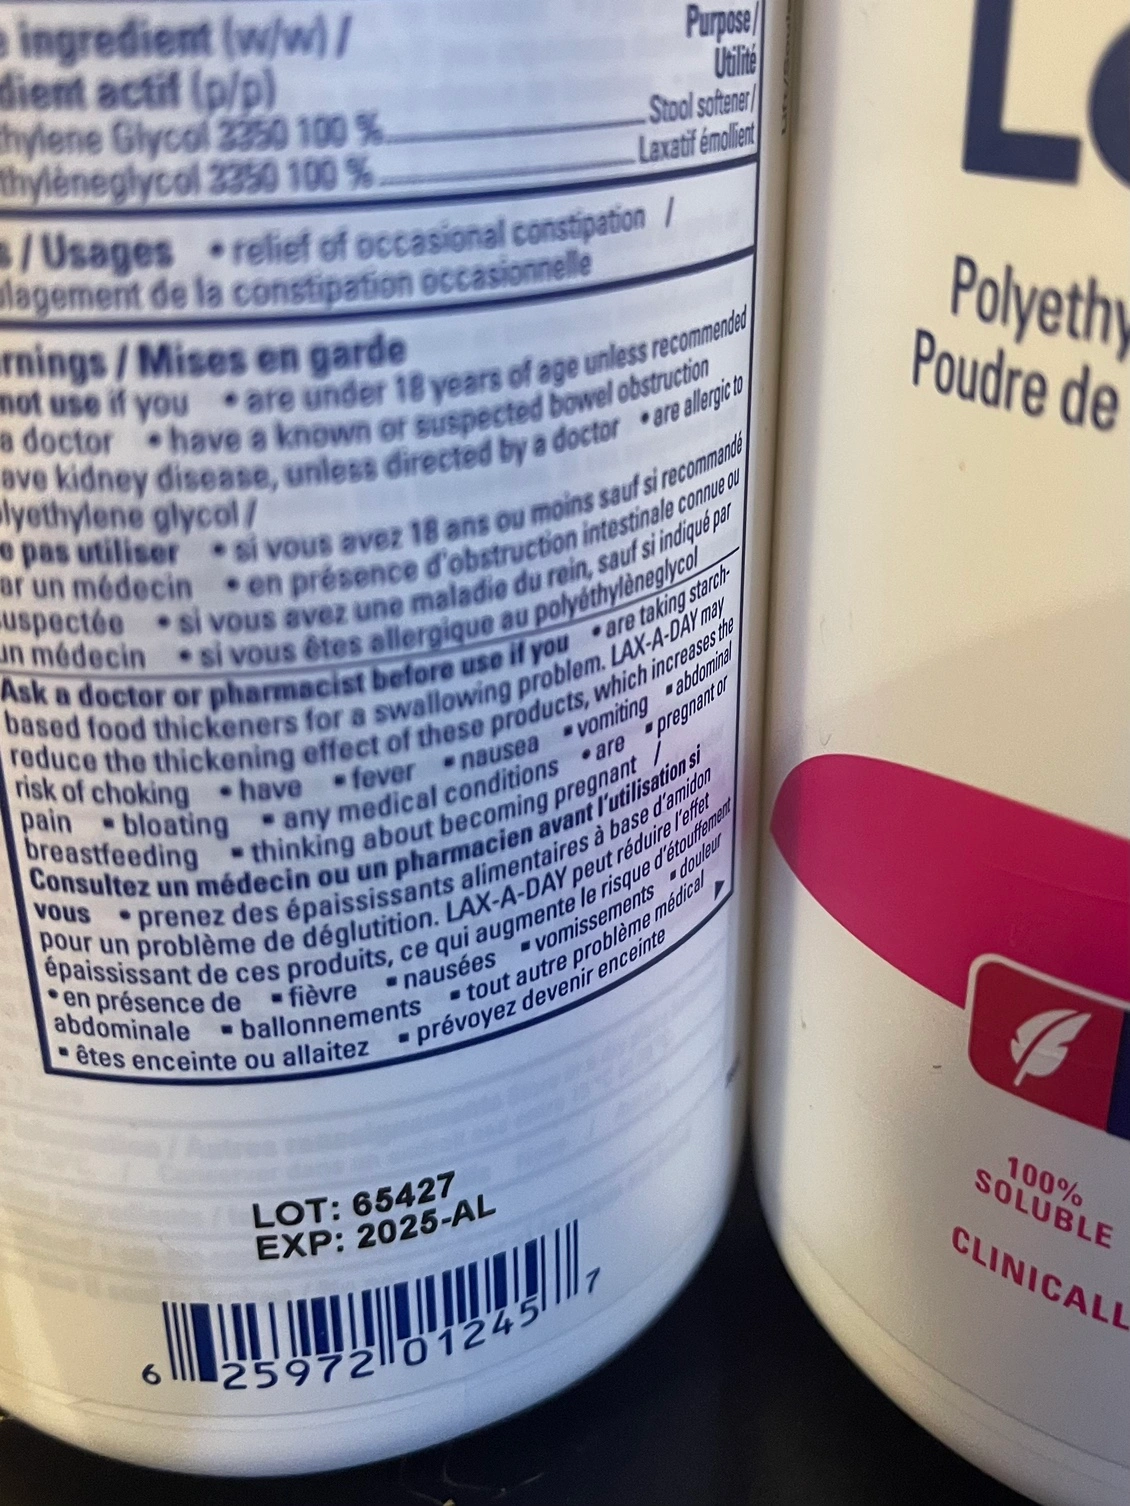 ingredient (w/w) /
dient actif (p/p)
Purpose /
Utilité
hylene Glycol 3350 100 %
Stool softener /
thylèneglycol 3350 100 %
Laxatif émollient
s / Usages • relief of occasional constipation /
lagement de la constipation occasionnelle
rnings / Mises en garde
not use if you • are under 18 years of age unless recommended
a doctor • have a known or suspected bowel obstruction
ave kidney disease, unless directed by a doctor • are allergic to
lyethylene glycol /
e pas utiliser • si vous avez 18 ans ou moins sauf si recommandé
ar un médecin • en présence d'obstruction intestinale connue ou
suspectée • si vous avez une maladie du rein, sauf si indiqué par
un médecin • si vous êtes allergique au polyéthylèneglycol
Ask a doctor or pharmacist before use if you • are taking starch-
based food thickeners for a swallowing problem. LAX-A-DAY may
reduce the thickening effect of these products, which increases the
risk of choking • have ▪ fever ▪ nausea ▪ vomiting ▪ abdominal
pain ▪ bloating ▪ any medical conditions • are ▪ pregnant or
breastfeeding ▪ thinking about becoming pregnant /
Consultez un médecin ou un pharmacien avant l'utilisation si
vous • prenez des épaississants alimentaires à base d'amidon
pour un problème de déglutition. LAX-A-DAY peut réduire l'effet
épaississant de ces produits, ce qui augmente le risque d'étouffement
• en présence de ▪ fièvre ▪ nausées ▪ vomissements ▪ douleur
abdominale ▪ ballonnements ▪ tout autre problème médical
▪ êtes enceinte ou allaitez ▪ prévoyez devenir enceinte
LOT: 65427
EXP: 2025-AL
6 25972 01245 7
L
Polyethy
Poudre de
100%
SOLUBLE
CLINICALL